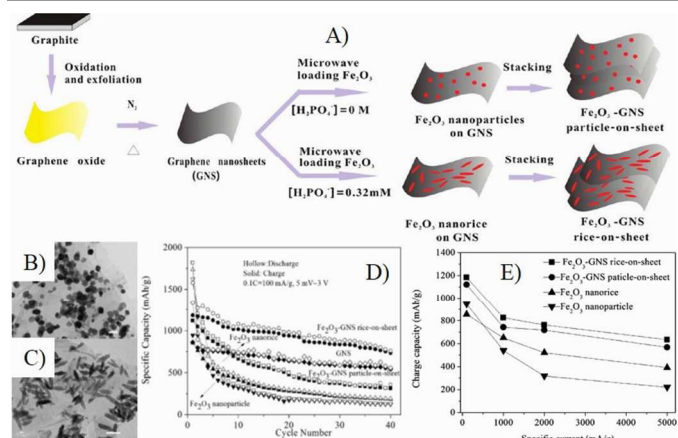 A)
Graphite
Oxidation
and exfoliation
Graphene oxide
N₂
△
Graphene nanosheets
(GNS)
Microwave
loading Fe₂O₃
[H₂PO₄⁻]=0 M
Microwave
loading Fe₂O₃
[H₂PO₄⁻]=0.32mM
Fe₂O₃ nanoparticles
on GNS
Fe₂O₃ nanorice
on GNS
Stacking
Stacking
Fe₂O₃ -GNS
particle-on-sheet
Fe₂O₃ -GNS
rice-on-sheet
B)
C)
D)
Specific Capacity (mAh/g)
2000
1750
1500
1250
1000
750
500
250
0
Hollow:Discharge
Solid: Charge
0.1C=100 mA/g, 5 mV~3 V
Fe₂O₃-GNS rice-on-sheet
Fe₂O₃ nanorice
GNS
Fe₂O₃-GNS particle-on-sheet
Fe₂O₃ nanoparticle
0 10 20 30 40
Cycle Number
E)
Charge capacity (mAh/g)
1400
1200
1000
800
600
400
200
0
Fe₂O₃-GNS rice-on-sheet
Fe₂O₃-GNS paticle-on-sheet
Fe₂O₃ nanorice
Fe₂O₃ nanoparticle
0 1000 2000 3000 4000 5000
Specific current (mA/g)